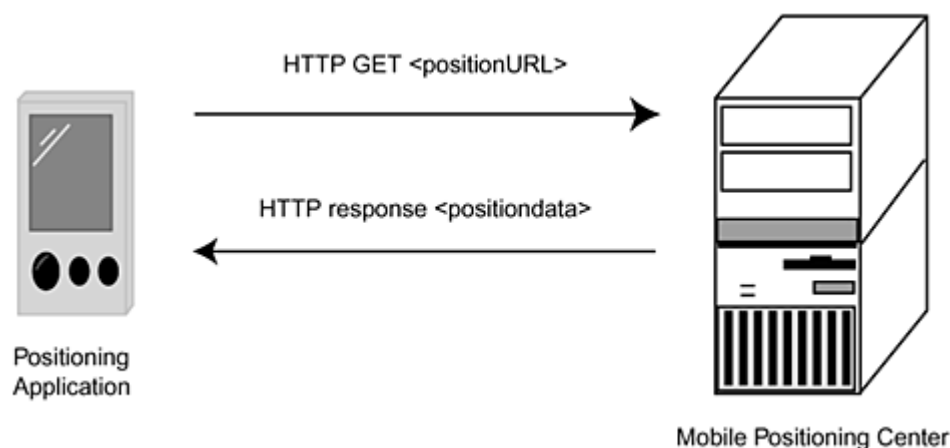 HTTP GET <positionURL>
HTTP response <positiondata>
Positioning
Application
Mobile Positioning Center